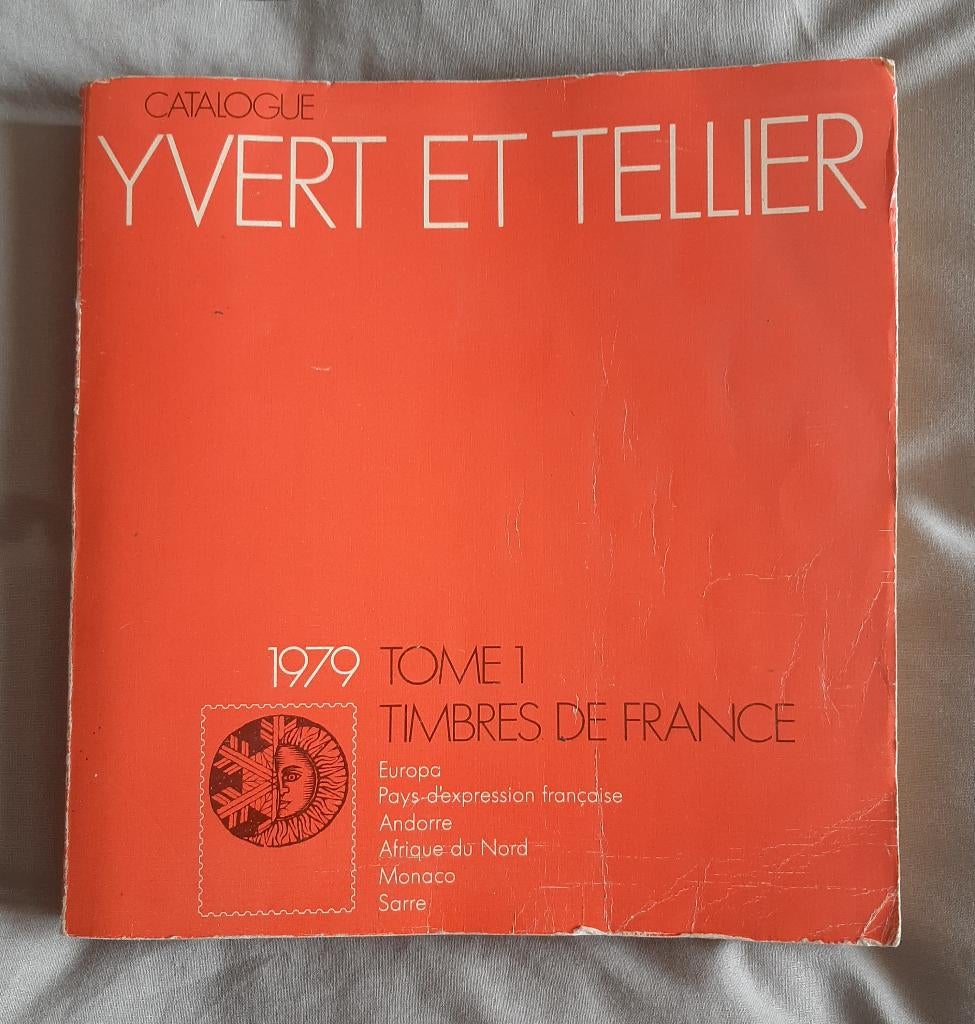 CATALOGUE
YVERT ET TELLIER
1979 TOME 1
TIMBRES DE FRANCE
Europa
Pays d'expression française
Andorre
Afrique du Nord
Monaco
Sarre